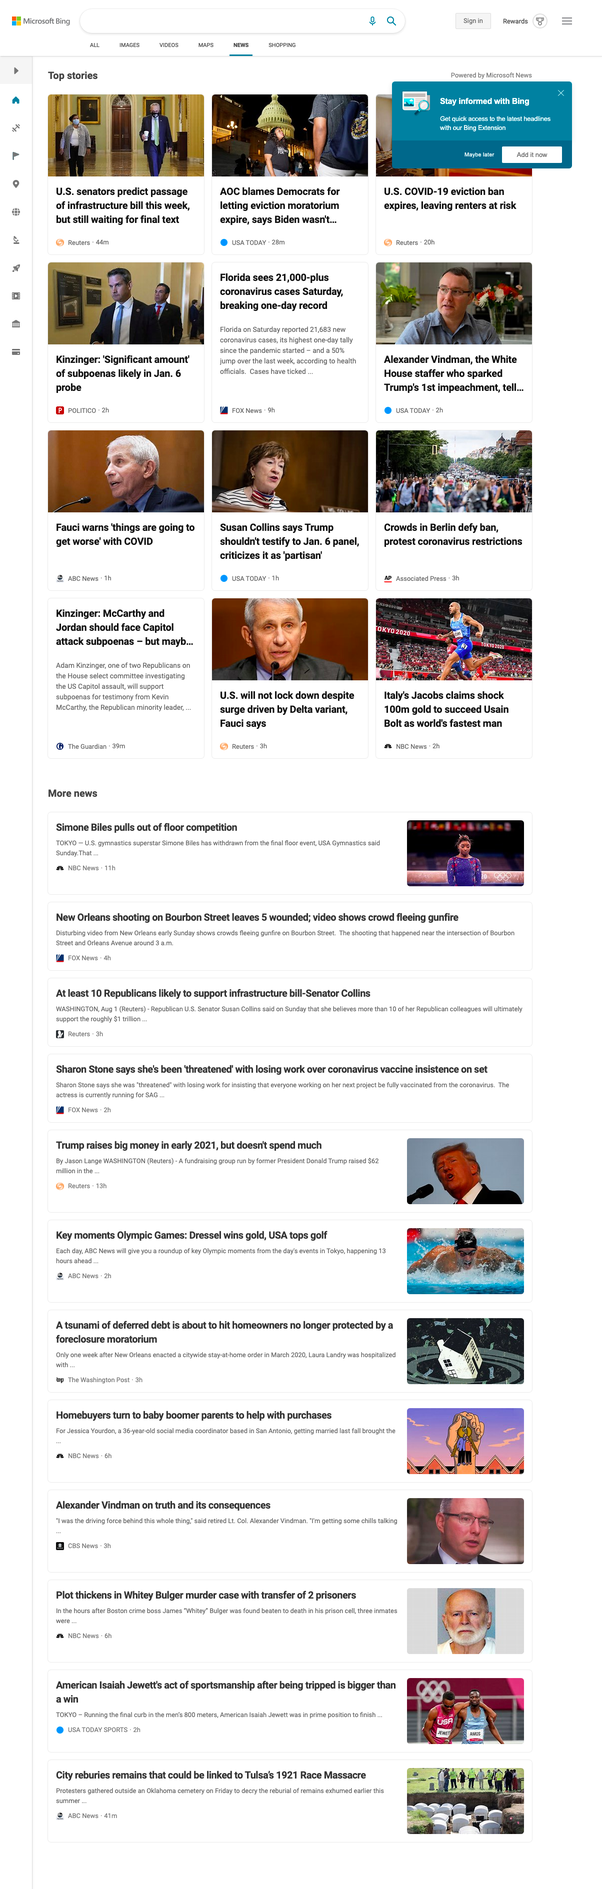 Microsoft Bing
Sign in
Rewards
ALL
IMAGES
VIDEOS
MAPS
NEWS
SHOPPING
Top stories
Powered by Microsoft News
Stay informed with Bing
Get quick access to the latest headlines
with our Bing Extension
Maybe later
Add it now
U.S. senators predict passage
of infrastructure bill this week,
but still waiting for final text
Reuters · 44m
AOC blames Democrats for
letting eviction moratorium
expire, says Biden wasn't...
USA TODAY · 28m
U.S. COVID-19 eviction ban
expires, leaving renters at risk
Reuters · 20h
Kinzinger: 'Significant amount'
of subpoenas likely in Jan. 6
probe
POLITICO · 2h
Florida sees 21,000-plus
coronavirus cases Saturday,
breaking one-day record
Florida on Saturday reported 21,683 new
coronavirus cases, its highest one-day tally
since the pandemic started – and a 50%
jump over the last week, according to health
officials. Cases have ticked ...
FOX News · 9h
Alexander Vindman, the White
House staffer who sparked
Trump's 1st impeachment, tell...
USA TODAY · 2h
Fauci warns 'things are going to
get worse' with COVID
ABC News · 1h
Susan Collins says Trump
shouldn't testify to Jan. 6 panel,
criticizes it as 'partisan'
USA TODAY · 1h
Crowds in Berlin defy ban,
protest coronavirus restrictions
AP
Associated Press · 3h
Kinzinger: McCarthy and
Jordan should face Capitol
attack subpoenas – but mayb...
Adam Kinzinger, one of two Republicans on
the House select committee investigating
the US Capitol assault, will support
subpoenas for testimony from Kevin
McCarthy, the Republican minority leader, ...
The Guardian · 39m
U.S. will not lock down despite
surge driven by Delta variant,
Fauci says
Reuters · 3h
TOKYO 2020
Italy's Jacobs claims shock
100m gold to succeed Usain
Bolt as world's fastest man
NBC News · 2h
More news
Simone Biles pulls out of floor competition
TOKYO — U.S. gymnastics superstar Simone Biles has withdrawn from the final floor event, USA Gymnastics said
Sunday.That ...
NBC News · 11h
New Orleans shooting on Bourbon Street leaves 5 wounded; video shows crowd fleeing gunfire
Disturbing video from New Orleans early Sunday shows crowds fleeing gunfire on Bourbon Street. The shooting that happened near the intersection of Bourbon
Street and Orleans Avenue around 3 a.m.
FOX News · 4h
At least 10 Republicans likely to support infrastructure bill-Senator Collins
WASHINGTON, Aug 1 (Reuters) - Republican U.S. Senator Susan Collins said on Sunday that she believes more than 10 of her Republican colleagues will ultimately
support the roughly $1 trillion ...
Reuters · 3h
Sharon Stone says she's been 'threatened' with losing work over coronavirus vaccine insistence on set
Sharon Stone says she was "threatened" with losing work for insisting that everyone working on her next project be fully vaccinated from the coronavirus. The
actress is currently running for SAG ...
FOX News · 2h
Trump raises big money in early 2021, but doesn't spend much
By Jason Lange WASHINGTON (Reuters) - A fundraising group run by former President Donald Trump raised $62
million in the ...
Reuters · 13h
Key moments Olympic Games: Dressel wins gold, USA tops golf
Each day, ABC News will give you a roundup of key Olympic moments from the day's events in Tokyo, happening 13
hours ahead ...
ABC News · 2h
A tsunami of deferred debt is about to hit homeowners no longer protected by a
foreclosure moratorium
Only one week after New Orleans enacted a citywide stay-at-home order in March 2020, Laura Landry was hospitalized
with ...
wp
The Washington Post · 3h
Homebuyers turn to baby boomer parents to help with purchases
For Jessica Yourdon, a 36-year-old social media coordinator based in San Antonio, getting married last fall brought the
...
NBC News · 6h
Alexander Vindman on truth and its consequences
"I was the driving force behind this whole thing," said retired Lt. Col. Alexander Vindman. "I'm getting some chills talking
...
CBS News · 3h
Plot thickens in Whitey Bulger murder case with transfer of 2 prisoners
In the hours after Boston crime boss James "Whitey" Bulger was found beaten to death in his prison cell, three inmates
were ...
NBC News · 6h
American Isaiah Jewett's act of sportsmanship after being tripped is bigger than
a win
TOKYO – Running the final curb in the men's 800 meters, American Isaiah Jewett was in prime position to finish ...
USA TODAY SPORTS · 2h
USA
JEWETT
AMOS
City reburies remains that could be linked to Tulsa's 1921 Race Massacre
Protesters gathered outside an Oklahoma cemetery on Friday to decry the reburial of remains exhumed earlier this
summer ...
ABC News · 41m